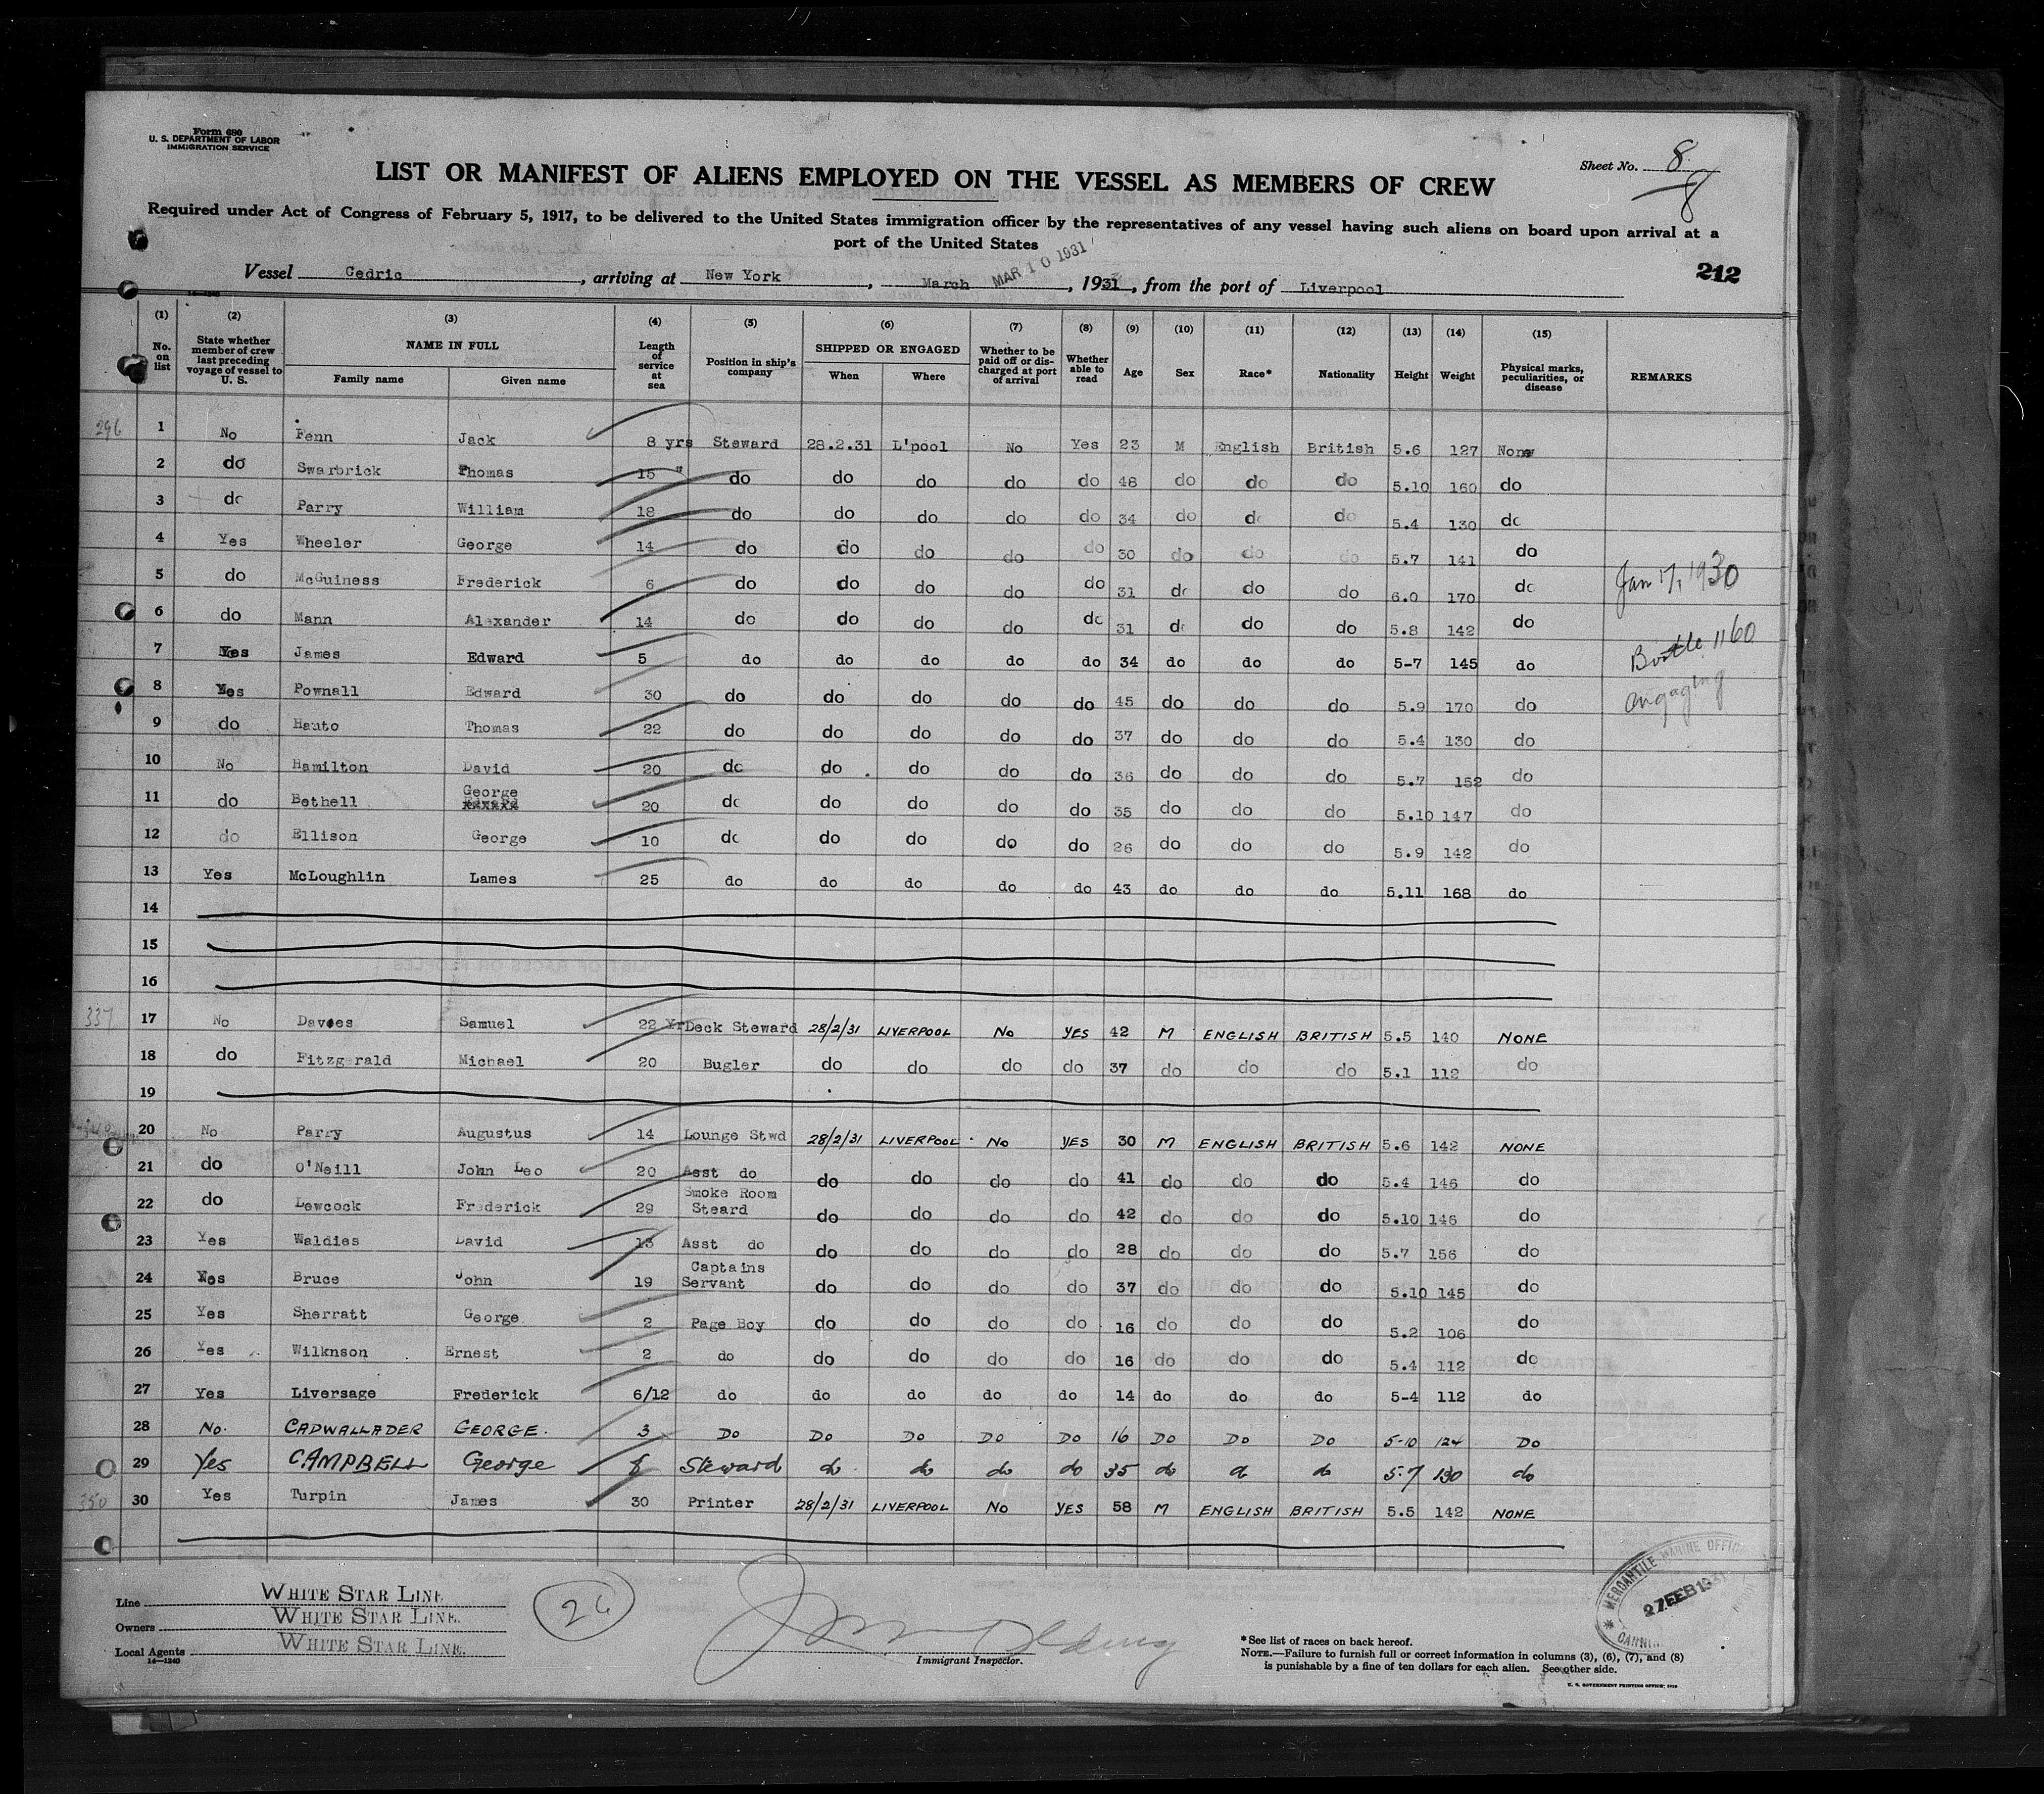 Form 680
U. S. DEPARTMENT OF LABOR
IMMIGRATION SERVICE
Sheet No. 8
8
LIST OR MANIFEST OF ALIENS EMPLOYED ON THE VESSEL AS MEMBERS OF CREW
Required under Act of Congress of February 5, 1917, to be delivered to the United States immigration officer by the representatives of any vessel having such aliens on board upon arrival at a
port of the United States
212
Vessel Cedric, arriving at New York, March MAR 10 1931, 1931, from the port of Liverpool
(1) (2) (3) (4) (5) (6) (7) (8) (9) (10) (11) (12) (13) (14) (15)
No. on list | State whether member of crew last preceding voyage of vessel to U. S. | NAME IN FULL | Family name | Given name | Length of service at sea | Position in ship's company | SHIPPED OR ENGAGED | When | Where | Whether to be paid off or discharged at port of arrival | Whether able to read | Age | Sex | Race* | Nationality | Height | Weight | Physical marks, peculiarities, or disease | REMARKS
296 1 No Fenn Jack 8 yrs Steward 28.2.31 L'pool No Yes 23 M English British 5.6 127 None
2 do Swarbrick Thomas 15 " do do do do do 48 do do do 5.10 160 do
3 do Parry William 18 do do do do do 34 do do do 5.4 130 do
4 Yes Wheeler George 14 do do do do do 30 do do do 5.7 141 do
5 do McGuiness Frederick 6 do do do do do 31 do do do 6.0 170 do Jan 17, 1930
6 do Mann Alexander 14 do do do do do 31 do do do 5.8 142 do
7 Yes James Edward 5 do do do do do 34 do do do 5-7 145 do 1160
8 Yes Pownall Edward 30 do do do do do 45 do do do 5.9 170 do engaging
9 do Hauto Thomas 22 do do do do do 37 do do do 5.4 130 do
10 No Hamilton David 20 do do do do do 36 do do do 5.7 152 do
11 do Bethell George 20 do do do do do 35 do do do 5.10 147 do
12 do Ellison George 10 do do do do do 26 do do do 5.9 142 do
13 Yes McLoughlin Lames 25 do do do do do 43 do do do 5.11 168 do
14
15
16
337 17 No Davies Samuel 22 Yr Deck Steward 28/2/31 LIVERPOOL No YES 42 M ENGLISH BRITISH 5.5 140 NONE
18 do Fitzgerald Michael 20 Bugler do do do do 37 do do do 5.1 112 do
19
20 No Parry Augustus 14 Lounge Stwd 28/2/31 LIVERPOOL No YES 30 M ENGLISH BRITISH 5.6 142 NONE
21 do O'Neill John Leo 20 Asst do do do do do 41 do do do 5.4 146 do
22 do Lewcock Frederick 29 Smoke Room Steard do do do do 42 do do do 5.10 146 do
23 Yes Waldies David 13 Asst do do do do do 28 do do do 5.7 156 do
24 Yes Bruce John 19 Captains Servant do do do do 37 do do do 5.10 145 do
25 Yes Sherratt George 2 Page Boy do do do do 16 do do do 5.2 106 do
26 Yes Wilknson Ernest 2 do do do do do 16 do do do 5.4 112 do
27 Yes Liversage Frederick 6/12 do do do do do 14 do do do 5-4 112 do
28 No. CADWALLADER GEORGE. 3 DO DO DO DO DO 16 DO DO DO 5-10 124 DO
29 Yes CAMPBELL George Steward do do do do 35 do do do 5.7 130 do
350 30 Yes Turpin James 30 Printer 28/2/31 LIVERPOOL No YES 58 M ENGLISH BRITISH 5.5 142 NONE
Line WHITE STAR LINE.
Owners WHITE STAR LINE.
Local Agents WHITE STAR LINE.
14—1240
Immigrant Inspector.
MERCANTILE MARINE OFFIC
27 FEB 193
*See list of races on back hereof.
NOTE.—Failure to furnish full or correct information in columns (3), (6), (7), and (8)
is punishable by a fine of ten dollars for each alien. See other side.
U. S. GOVERNMENT PRINTING OFFICE: 1930